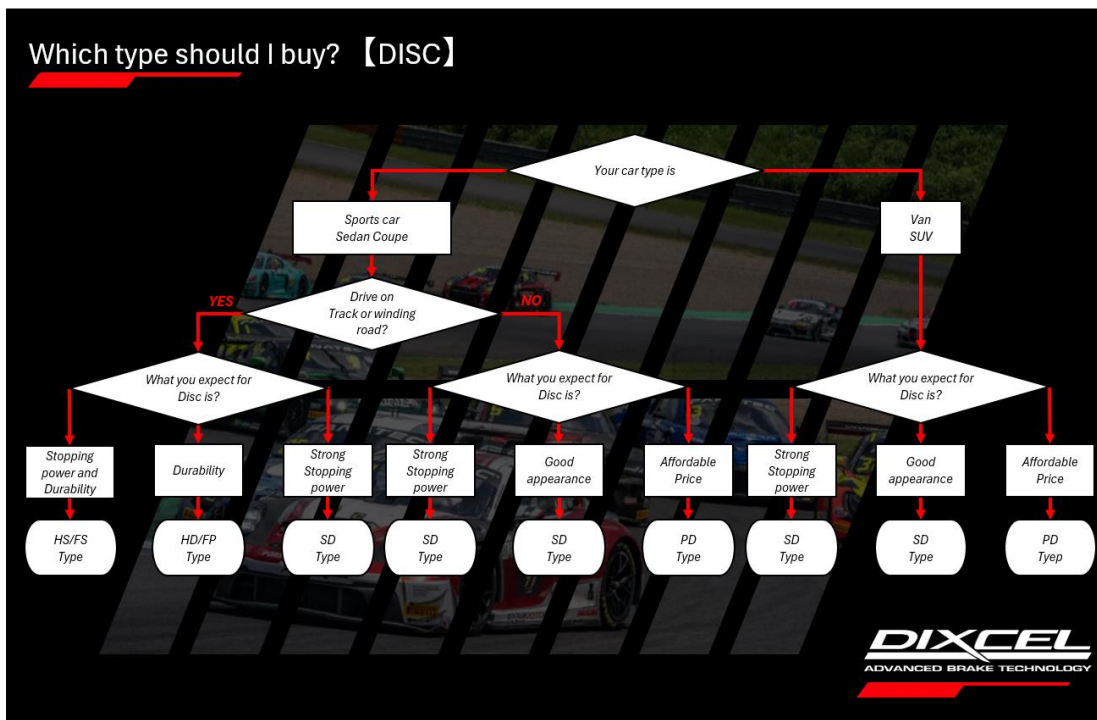 Which type should I buy? 【DISC】
Your car type is
Sports car
Sedan Coupe
Van
SUV
YES
Drive on
Track or winding
road?
NO
What you expect for
Disc is?
What you expect for
Disc is?
What you expect for
Disc is?
Stopping
power and
Durability
Durability
Strong
Stopping
power
Strong
Stopping
power
Good
appearance
Affordable
Price
Strong
Stopping
power
Good
appearance
Affordable
Price
HS/FS
Type
HD/FP
Type
SD
Type
SD
Type
SD
Type
PD
Type
SD
Type
SD
Type
PD
Tyep
DIXCEL
ADVANCED BRAKE TECHNOLOGY